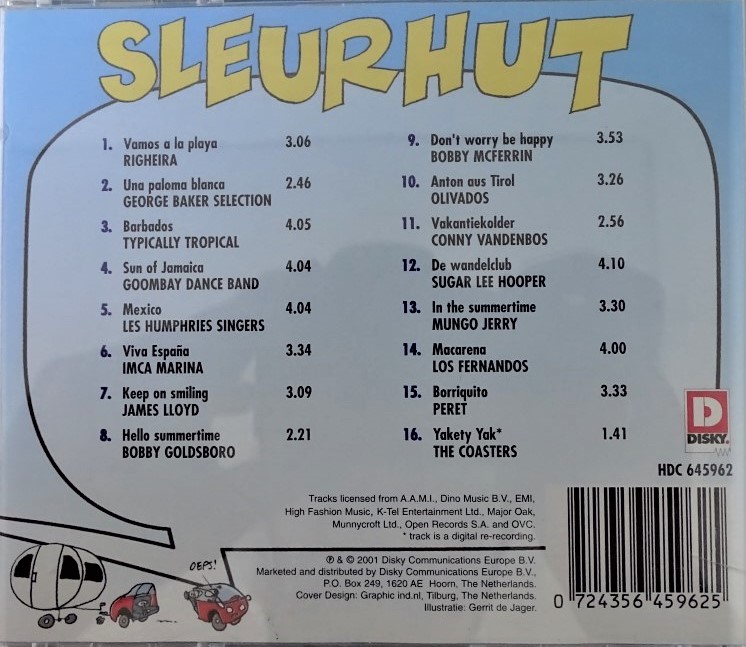 SLEURHUT
1. Vamos a la playa 3.06
RIGHEIRA
2. Una paloma blanca 2.46
GEORGE BAKER SELECTION
3. Barbados 4.05
TYPICALLY TROPICAL
4. Sun of Jamaica 4.04
GOOMBAY DANCE BAND
5. Mexico 4.04
LES HUMPHRIES SINGERS
6. Viva España 3.34
IMCA MARINA
7. Keep on smiling 3.09
JAMES LLOYD
8. Hello summertime 2.21
BOBBY GOLDSBORO
9. Don't worry be happy 3.53
BOBBY MCFERRIN
10. Anton aus Tirol 3.26
OLIVADOS
11. Vakantiekolder 2.56
CONNY VANDENBOS
12. De wandelclub 4.10
SUGAR LEE HOOPER
13. In the summertime 3.30
MUNGO JERRY
14. Macarena 4.00
LOS FERNANDOS
15. Borriquito 3.33
PERET
16. Yakety Yak* 1.41
THE COASTERS
D
DISKY.
HDC 645962
Tracks licensed from A.A.M.I., Dino Music B.V., EMI,
High Fashion Music, K-Tel Entertainment Ltd., Major Oak,
Munnycroft Ltd., Open Records S.A. and OVC.
* track is a digital re-recording.
OEPS!
℗ & © 2001 Disky Communications Europe B.V.
Marketed and distributed by Disky Communications Europe B.V.,
P.O. Box 249, 1620 AE Hoorn, The Netherlands.
Cover Design: Graphic ind.nl, Tilburg, The Netherlands.
Illustratie: Gerrit de Jager.
0 724356 459625